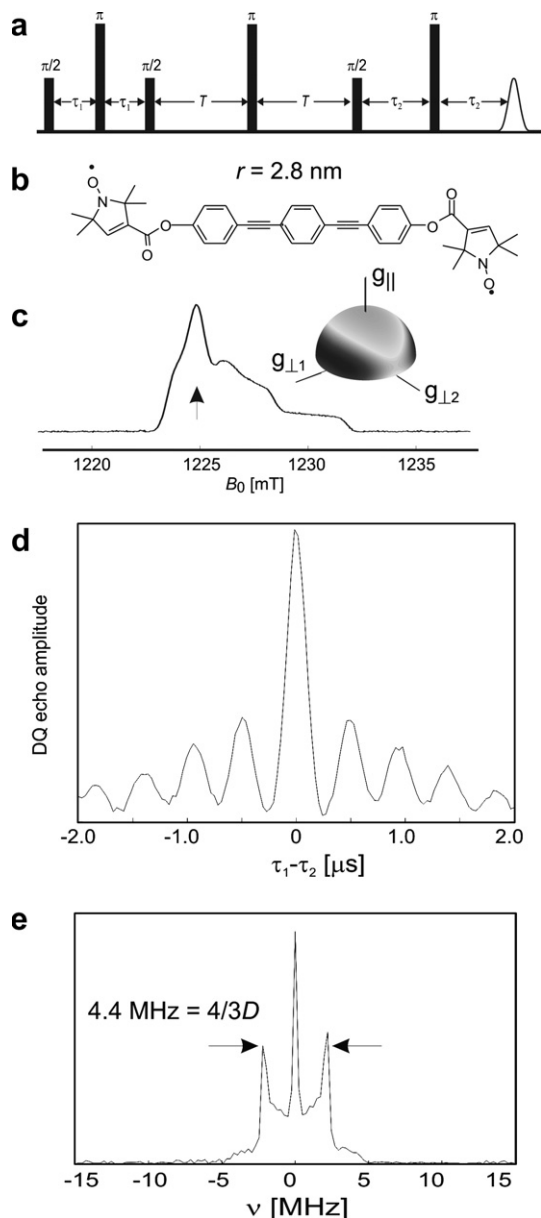 a
π π π
π/2 π/2 π/2
τ₁ τ₁ T T τ₂ τ₂
b
r = 2.8 nm
O• N O O O O N O•
c
g||
g⊥1
g⊥2
1220 1225 1230 1235
B₀ [mT]
d
DQ echo amplitude
-2.0 -1.0 0 1.0 2.0
τ₁-τ₂ [μs]
e
4.4 MHz = 4/3D
-15 -10 -5 0 5 10 15
ν [MHz]